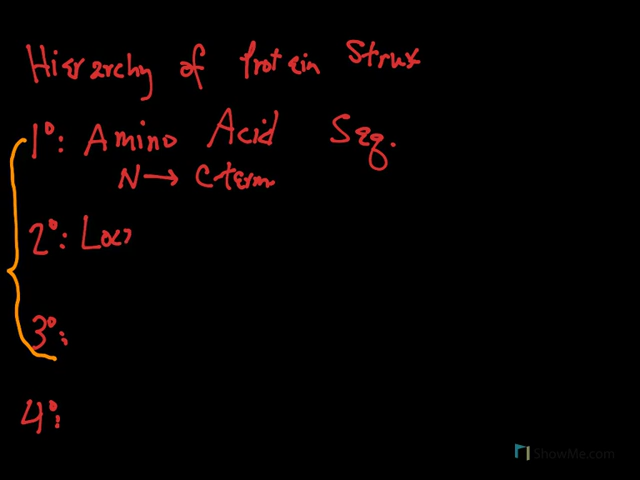 Hierarchy of Protein Strux
1°: Amino Acid Seq.
N → C-term.
2°: Loc
3°:
4°:
ShowMe.com